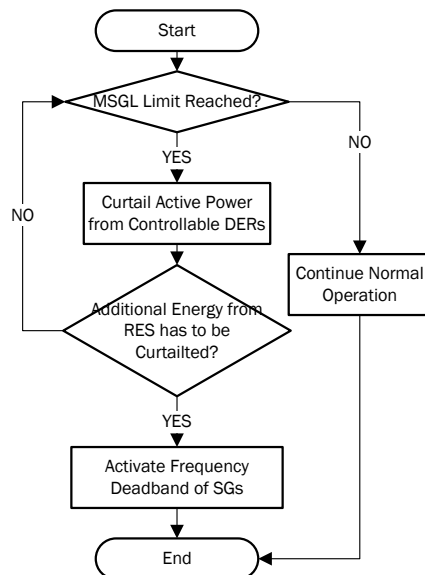 Start
MSGL Limit Reached?
YES
NO
NO
Curtail Active Power
from Controllable DERs
Continue Normal
Operation
Additional Energy from
RES has to be
Curtailted?
YES
Activate Frequency
Deadband of SGs
End